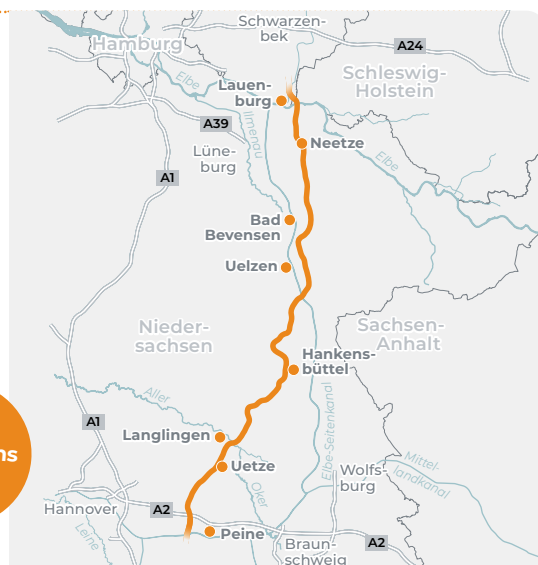 Schwarzen-
bek
Hamburg
A24
Schleswig-
Holstein
Elbe
Lauen-
burg
A39
Ilmenau
Neetze
Lüne-
burg
Elbe
A1
Bad
Bevensen
Uelzen
Nieder-
sachsen
Sachsen-
Anhalt
Hankens-
büttel
Aller
Elbe-Seitenkanal
A1
Langlingen
ns
Uetze
Wolfs-
burg
Mittel-
landkanal
Oker
Hannover
A2
Leine
Peine
Braun-
schweig
A2